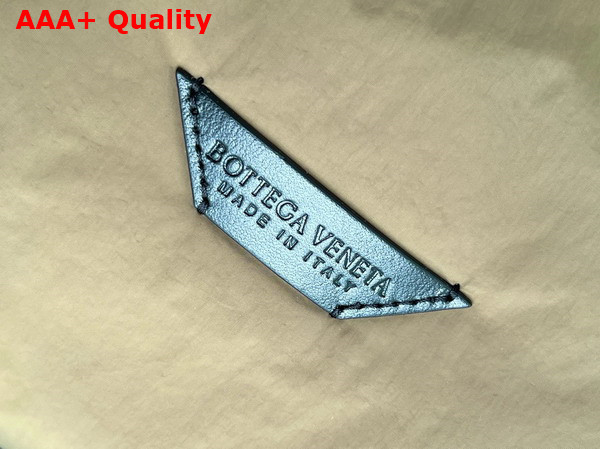 AAA+ Quality
BOTTEGA VENETA
MADE IN ITALY